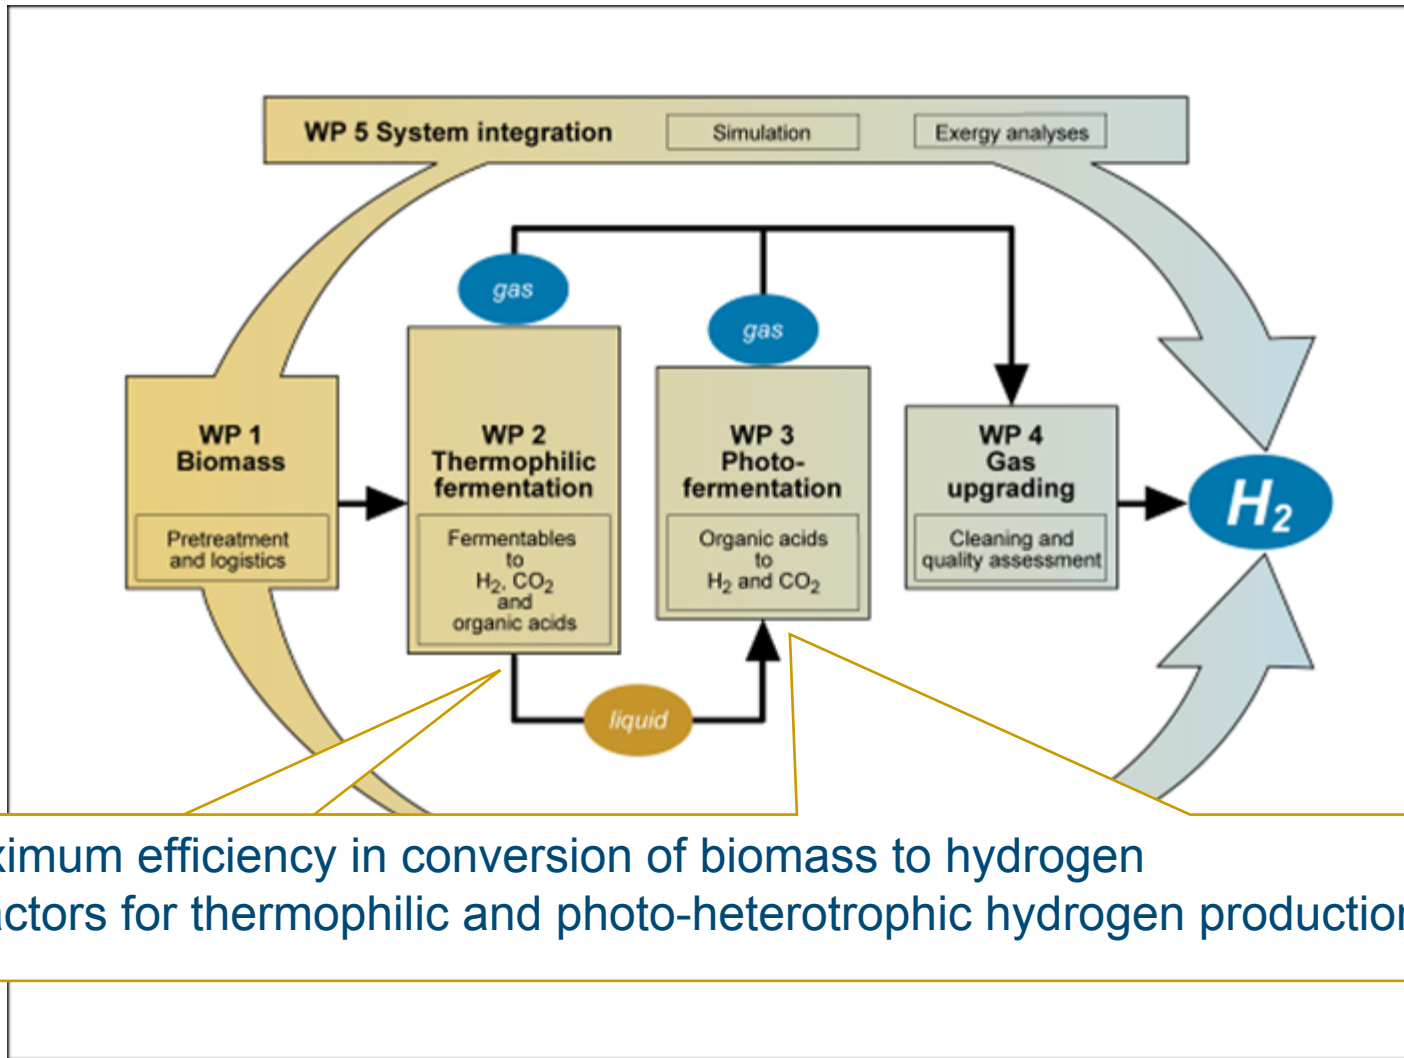 WP 5 System integration Simulation Exergy analyses
gas
gas
WP 1
Biomass
Pretreatment
and logistics
WP 2
Thermophilic
fermentation
Fermentables
to
H₂, CO₂
and
organic acids
WP 3
Photo-
fermentation
Organic acids
to
H₂ and CO₂
WP 4
Gas
upgrading
Cleaning and
quality assessment
H₂
liquid
ximum efficiency in conversion of biomass to hydrogen
actors for thermophilic and photo-heterotrophic hydrogen production